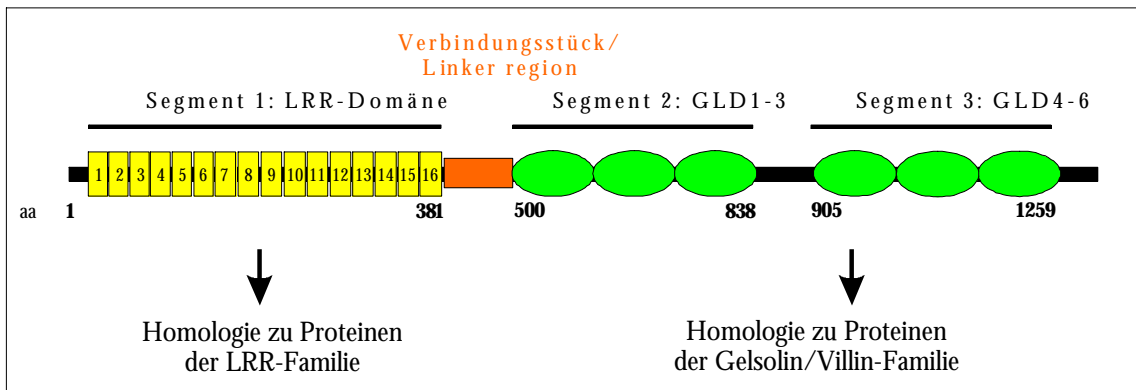 Verbindungsstück/
Linker region
Segment 1: LRR-Domäne Segment 2: GLD1-3 Segment 3: GLD4-6
1 2 3 4 5 6 7 8 9 10 11 12 13 14 15 16
aa 1 381 500 838 905 1259
Homologie zu Proteinen
der LRR-Familie
Homologie zu Proteinen
der Gelsolin/Villin-Familie